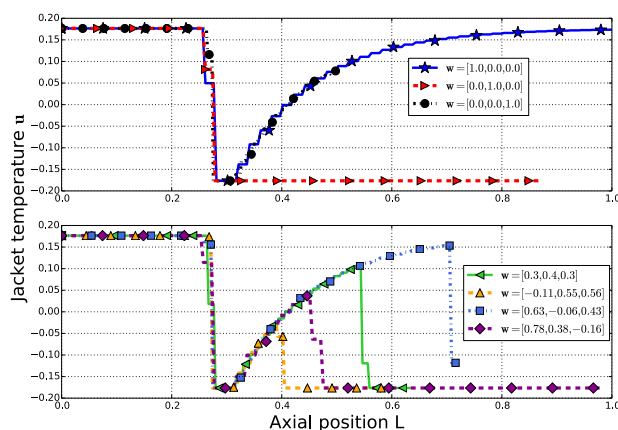 0.20
0.15
0.10
0.05
0.00
−0.05
−0.10
−0.15
−0.20
0.0 0.2 0.4 0.6 0.8 1.0
w=[1.0,0.0,0.0]
w=[0.0,1.0,0.0]
w=[0.0,0.0,1.0]
Jacket temperature u
0.20
0.15
0.10
0.05
0.00
−0.05
−0.10
−0.15
−0.20
0.0 0.2 0.4 0.6 0.8 1.0
w=[0.3,0.4,0.3]
w=[−0.11,0.55,0.56]
w=[0.63,−0.06,0.43]
w=[0.78,0.38,−0.16]
Axial position L